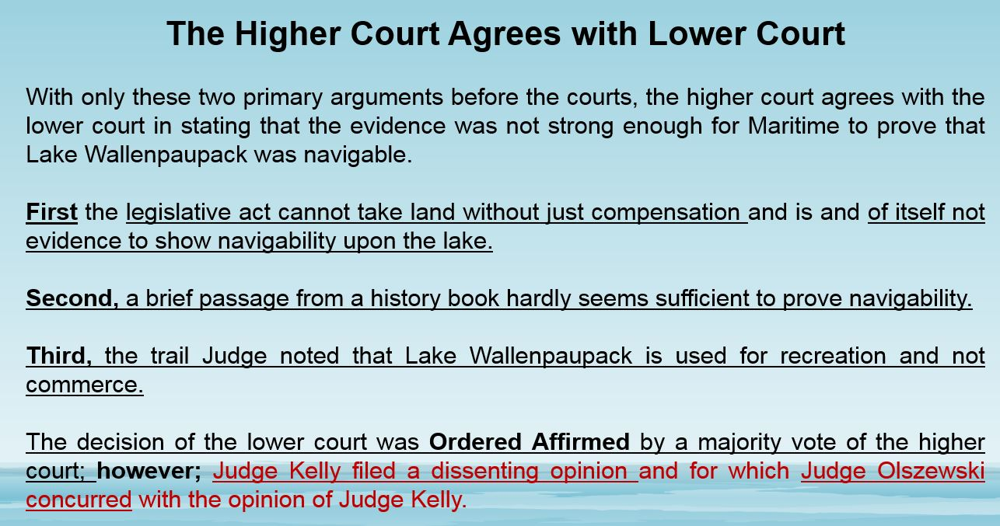 The Higher Court Agrees with Lower Court
With only these two primary arguments before the courts, the higher court agrees with the
lower court in stating that the evidence was not strong enough for Maritime to prove that
Lake Wallenpaupack was navigable.
First the legislative act cannot take land without just compensation and is and of itself not
evidence to show navigability upon the lake.
Second, a brief passage from a history book hardly seems sufficient to prove navigability.
Third, the trail Judge noted that Lake Wallenpaupack is used for recreation and not
commerce.
The decision of the lower court was Ordered Affirmed by a majority vote of the higher
court; however; Judge Kelly filed a dissenting opinion and for which Judge Olszewski
concurred with the opinion of Judge Kelly.